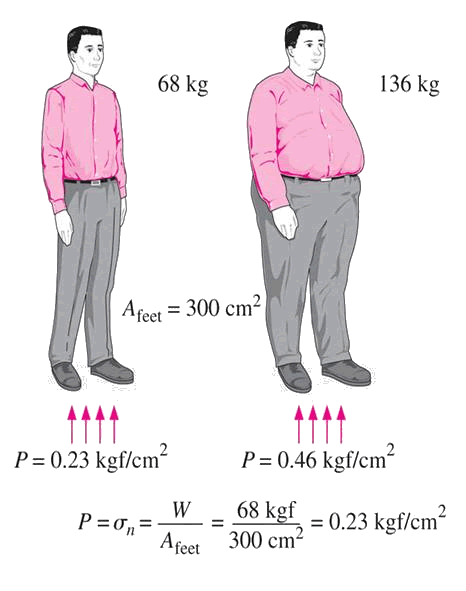 68 kg
136 kg
A_feet = 300 cm²
P = 0.23 kgf/cm²
P = 0.46 kgf/cm²
P = σₙ = W / A_feet = 68 kgf / 300 cm² = 0.23 kgf/cm²